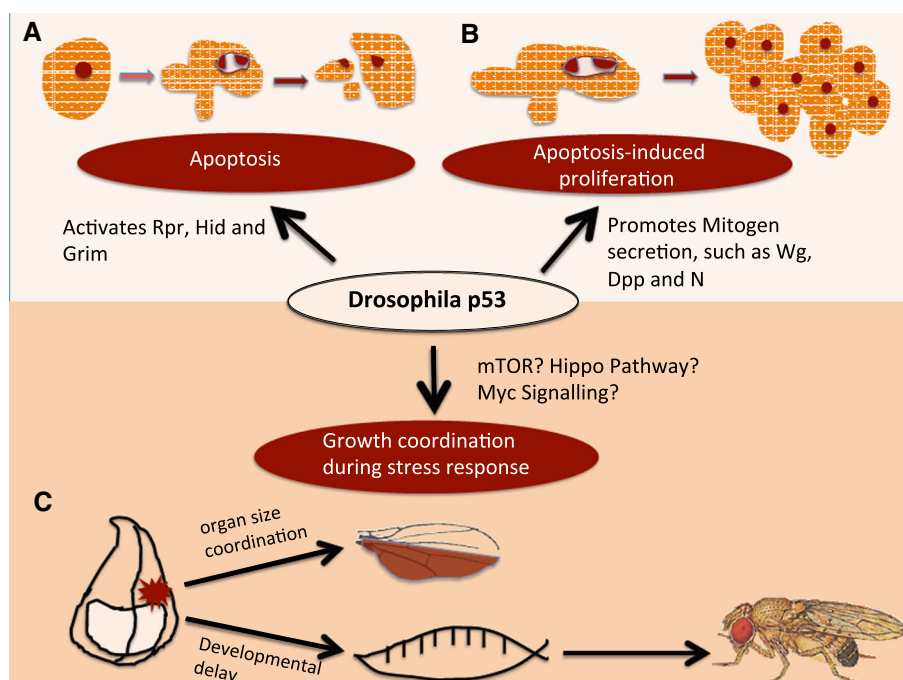 A
B
Apoptosis
Apoptosis-induced
proliferation
Activates Rpr, Hid and
Grim
Promotes Mitogen
secretion, such as Wg,
Dpp and N
Drosophila p53
mTOR? Hippo Pathway?
Myc Signalling?
Growth coordination
during stress response
C
organ size
coordination
Developmental
delay